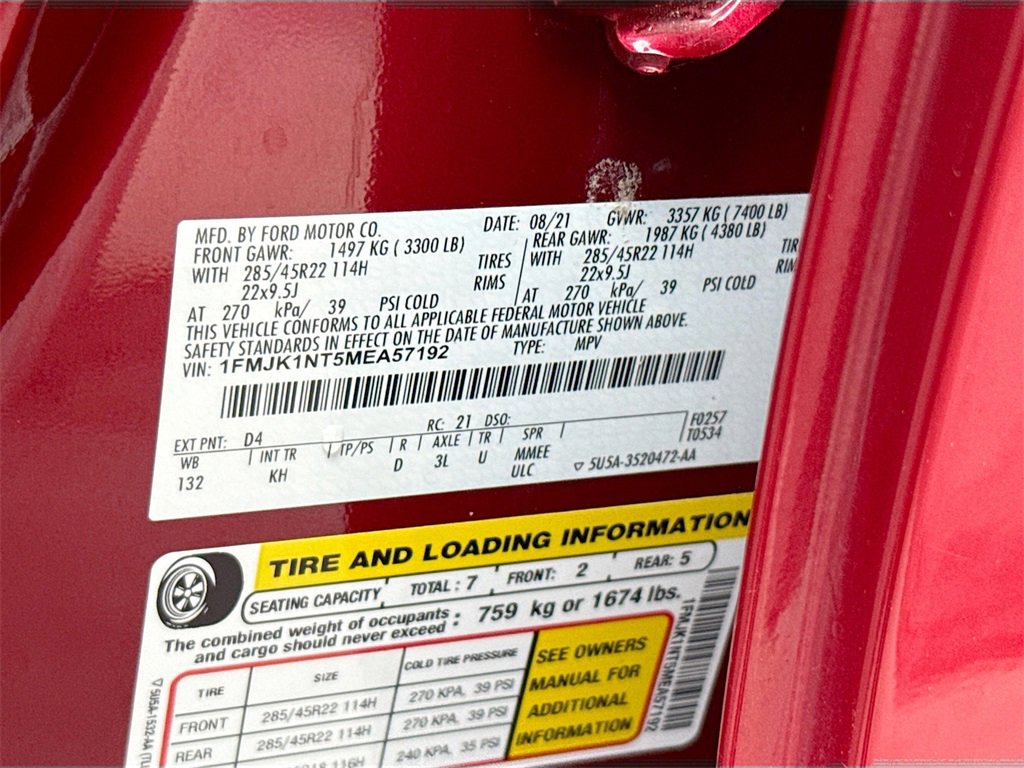 MFD. BY FORD MOTOR CO. DATE: 08/21 GVWR: 3357 KG ( 7400 LB)
FRONT GAWR: 1497 KG ( 3300 LB) REAR GAWR: 1987 KG ( 4380 LB)
WITH 285/45R22 114H TIRES WITH 285/45R22 114H TIR
22x9.5J RIMS 22x9.5J RIM
AT 270 kPa/ 39 PSI COLD AT 270 kPa/ 39 PSI COLD
THIS VEHICLE CONFORMS TO ALL APPLICABLE FEDERAL MOTOR VEHICLE
SAFETY STANDARDS IN EFFECT ON THE DATE OF MANUFACTURE SHOWN ABOVE.
VIN: 1FMJK1NT5MEA57192 TYPE: MPV
EXT PNT: D4 RC: 21 DSO: F0257
WB INT TR TP/PS R AXLE TR SPR T0534
132 KH D 3L U MMEE
ULC ▽ 5U5A-3520472-AA
TIRE AND LOADING INFORMATION
SEATING CAPACITY TOTAL : 7 FRONT: 2 REAR: 5
The combined weight of occupants : 759 kg or 1674 lbs.
and cargo should never exceed
TIRE SIZE COLD TIRE PRESSURE
FRONT 285/45R22 114H 270 KPA, 39 PSI
REAR 285/45R22 114H 270 KPA, 39 PSI
116H 240 KPA, 35 PSI
SEE OWNERS
MANUAL FOR
ADDITIONAL
INFORMATION
1FMJK1NT5MEA57192
▽ 5U5A-1532-AA